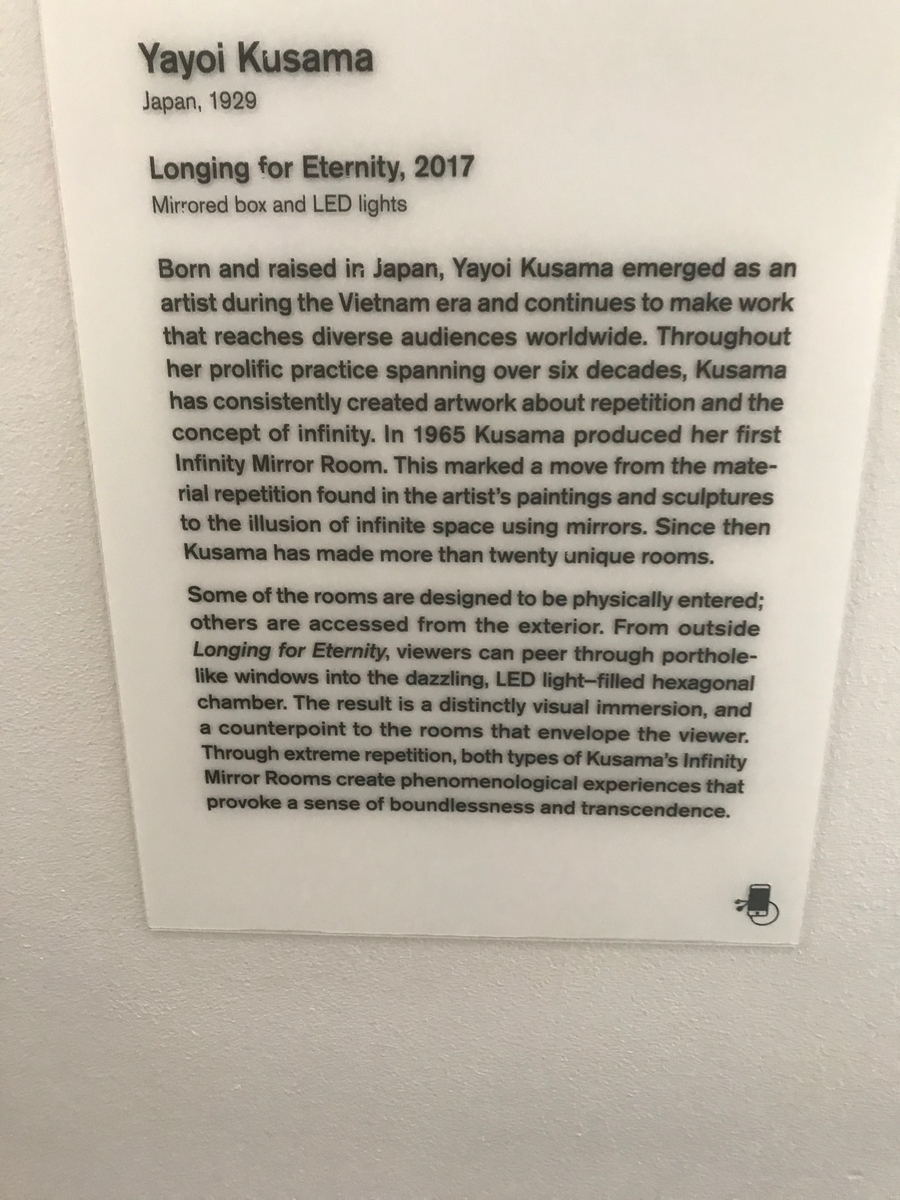 Yayoi Kusama
Japan, 1929
Longing for Eternity, 2017
Mirrored box and LED lights
Born and raised in Japan, Yayoi Kusama emerged as an
artist during the Vietnam era and continues to make work
that reaches diverse audiences worldwide. Throughout
her prolific practice spanning over six decades, Kusama
has consistently created artwork about repetition and the
concept of infinity. In 1965 Kusama produced her first
Infinity Mirror Room. This marked a move from the mate-
rial repetition found in the artist's paintings and sculptures
to the illusion of infinite space using mirrors. Since then
Kusama has made more than twenty unique rooms.
Some of the rooms are designed to be physically entered;
others are accessed from the exterior. From outside
Longing for Eternity, viewers can peer through porthole-
like windows into the dazzling, LED light–filled hexagonal
chamber. The result is a distinctly visual immersion, and
a counterpoint to the rooms that envelope the viewer.
Through extreme repetition, both types of Kusama's Infinity
Mirror Rooms create phenomenological experiences that
provoke a sense of boundlessness and transcendence.